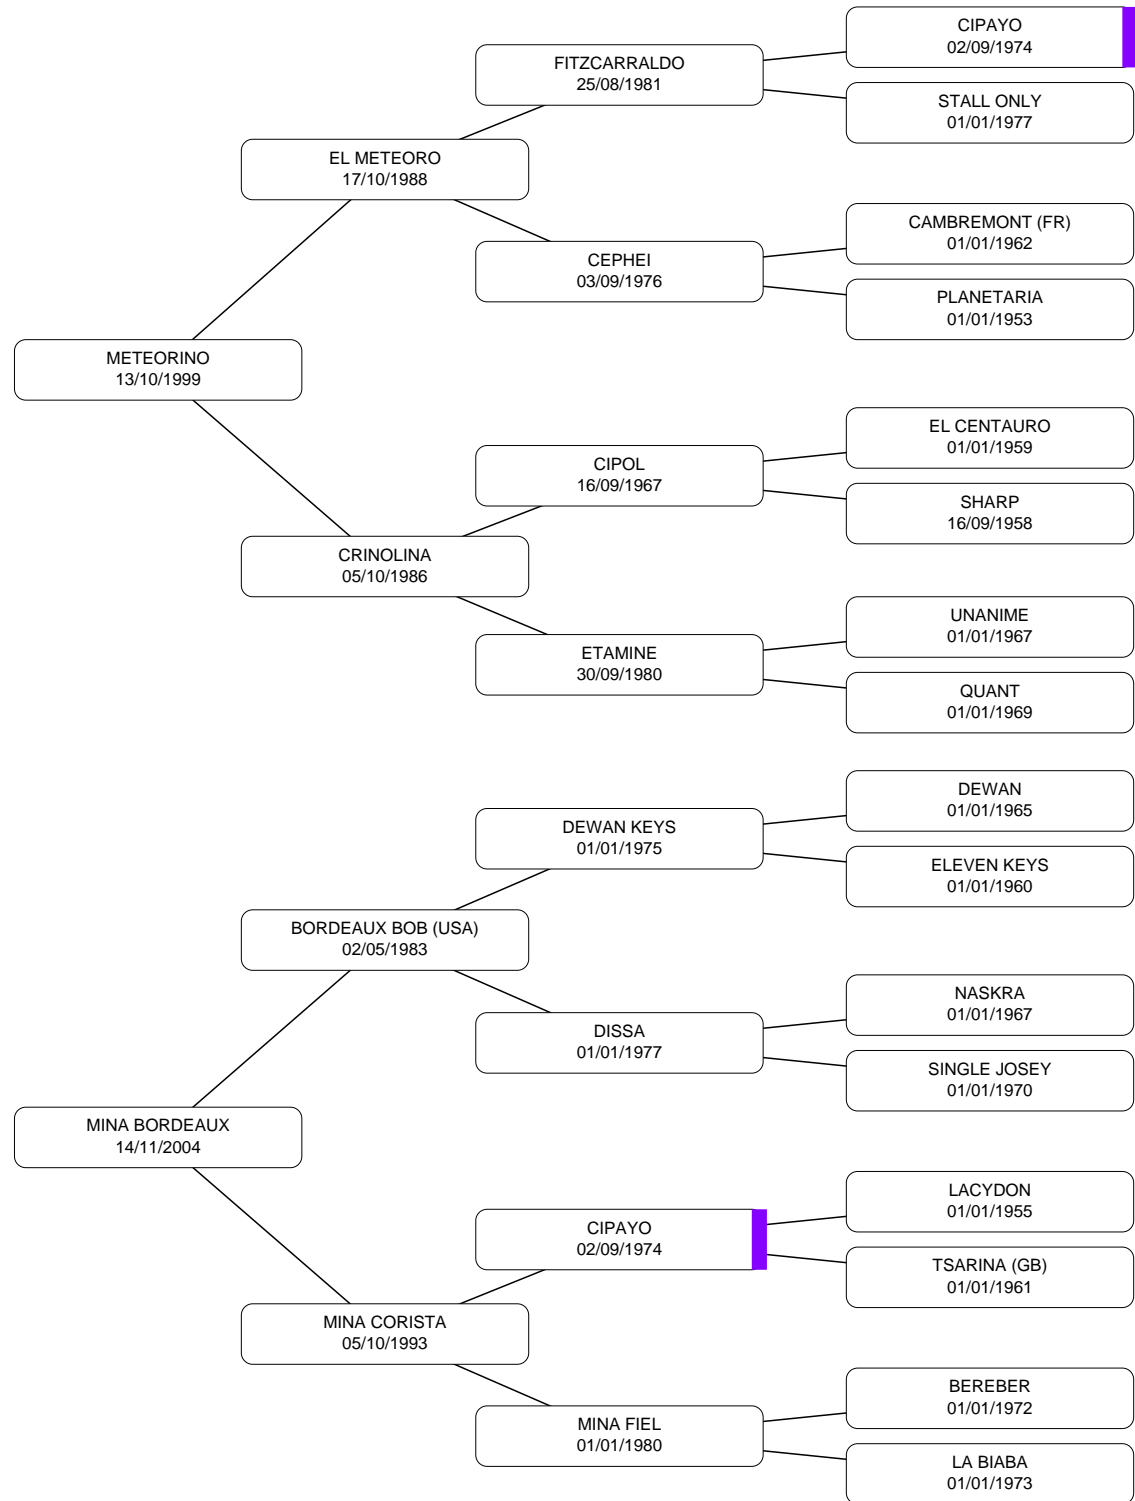 CIPAYO
02/09/1974
FITZCARRALDO
25/08/1981
STALL ONLY
01/01/1977
EL METEORO
17/10/1988
CAMBREMONT (FR)
01/01/1962
CEPHEI
03/09/1976
PLANETARIA
01/01/1953
METEORINO
13/10/1999
EL CENTAURO
01/01/1959
CIPOL
16/09/1967
SHARP
16/09/1958
CRINOLINA
05/10/1986
UNANIME
01/01/1967
ETAMINE
30/09/1980
QUANT
01/01/1969
DEWAN
01/01/1965
DEWAN KEYS
01/01/1975
ELEVEN KEYS
01/01/1960
BORDEAUX BOB (USA)
02/05/1983
NASKRA
01/01/1967
DISSA
01/01/1977
SINGLE JOSEY
01/01/1970
MINA BORDEAUX
14/11/2004
LACYDON
01/01/1955
CIPAYO
02/09/1974
TSARINA (GB)
01/01/1961
MINA CORISTA
05/10/1993
BEREBER
01/01/1972
MINA FIEL
01/01/1980
LA BIABA
01/01/1973